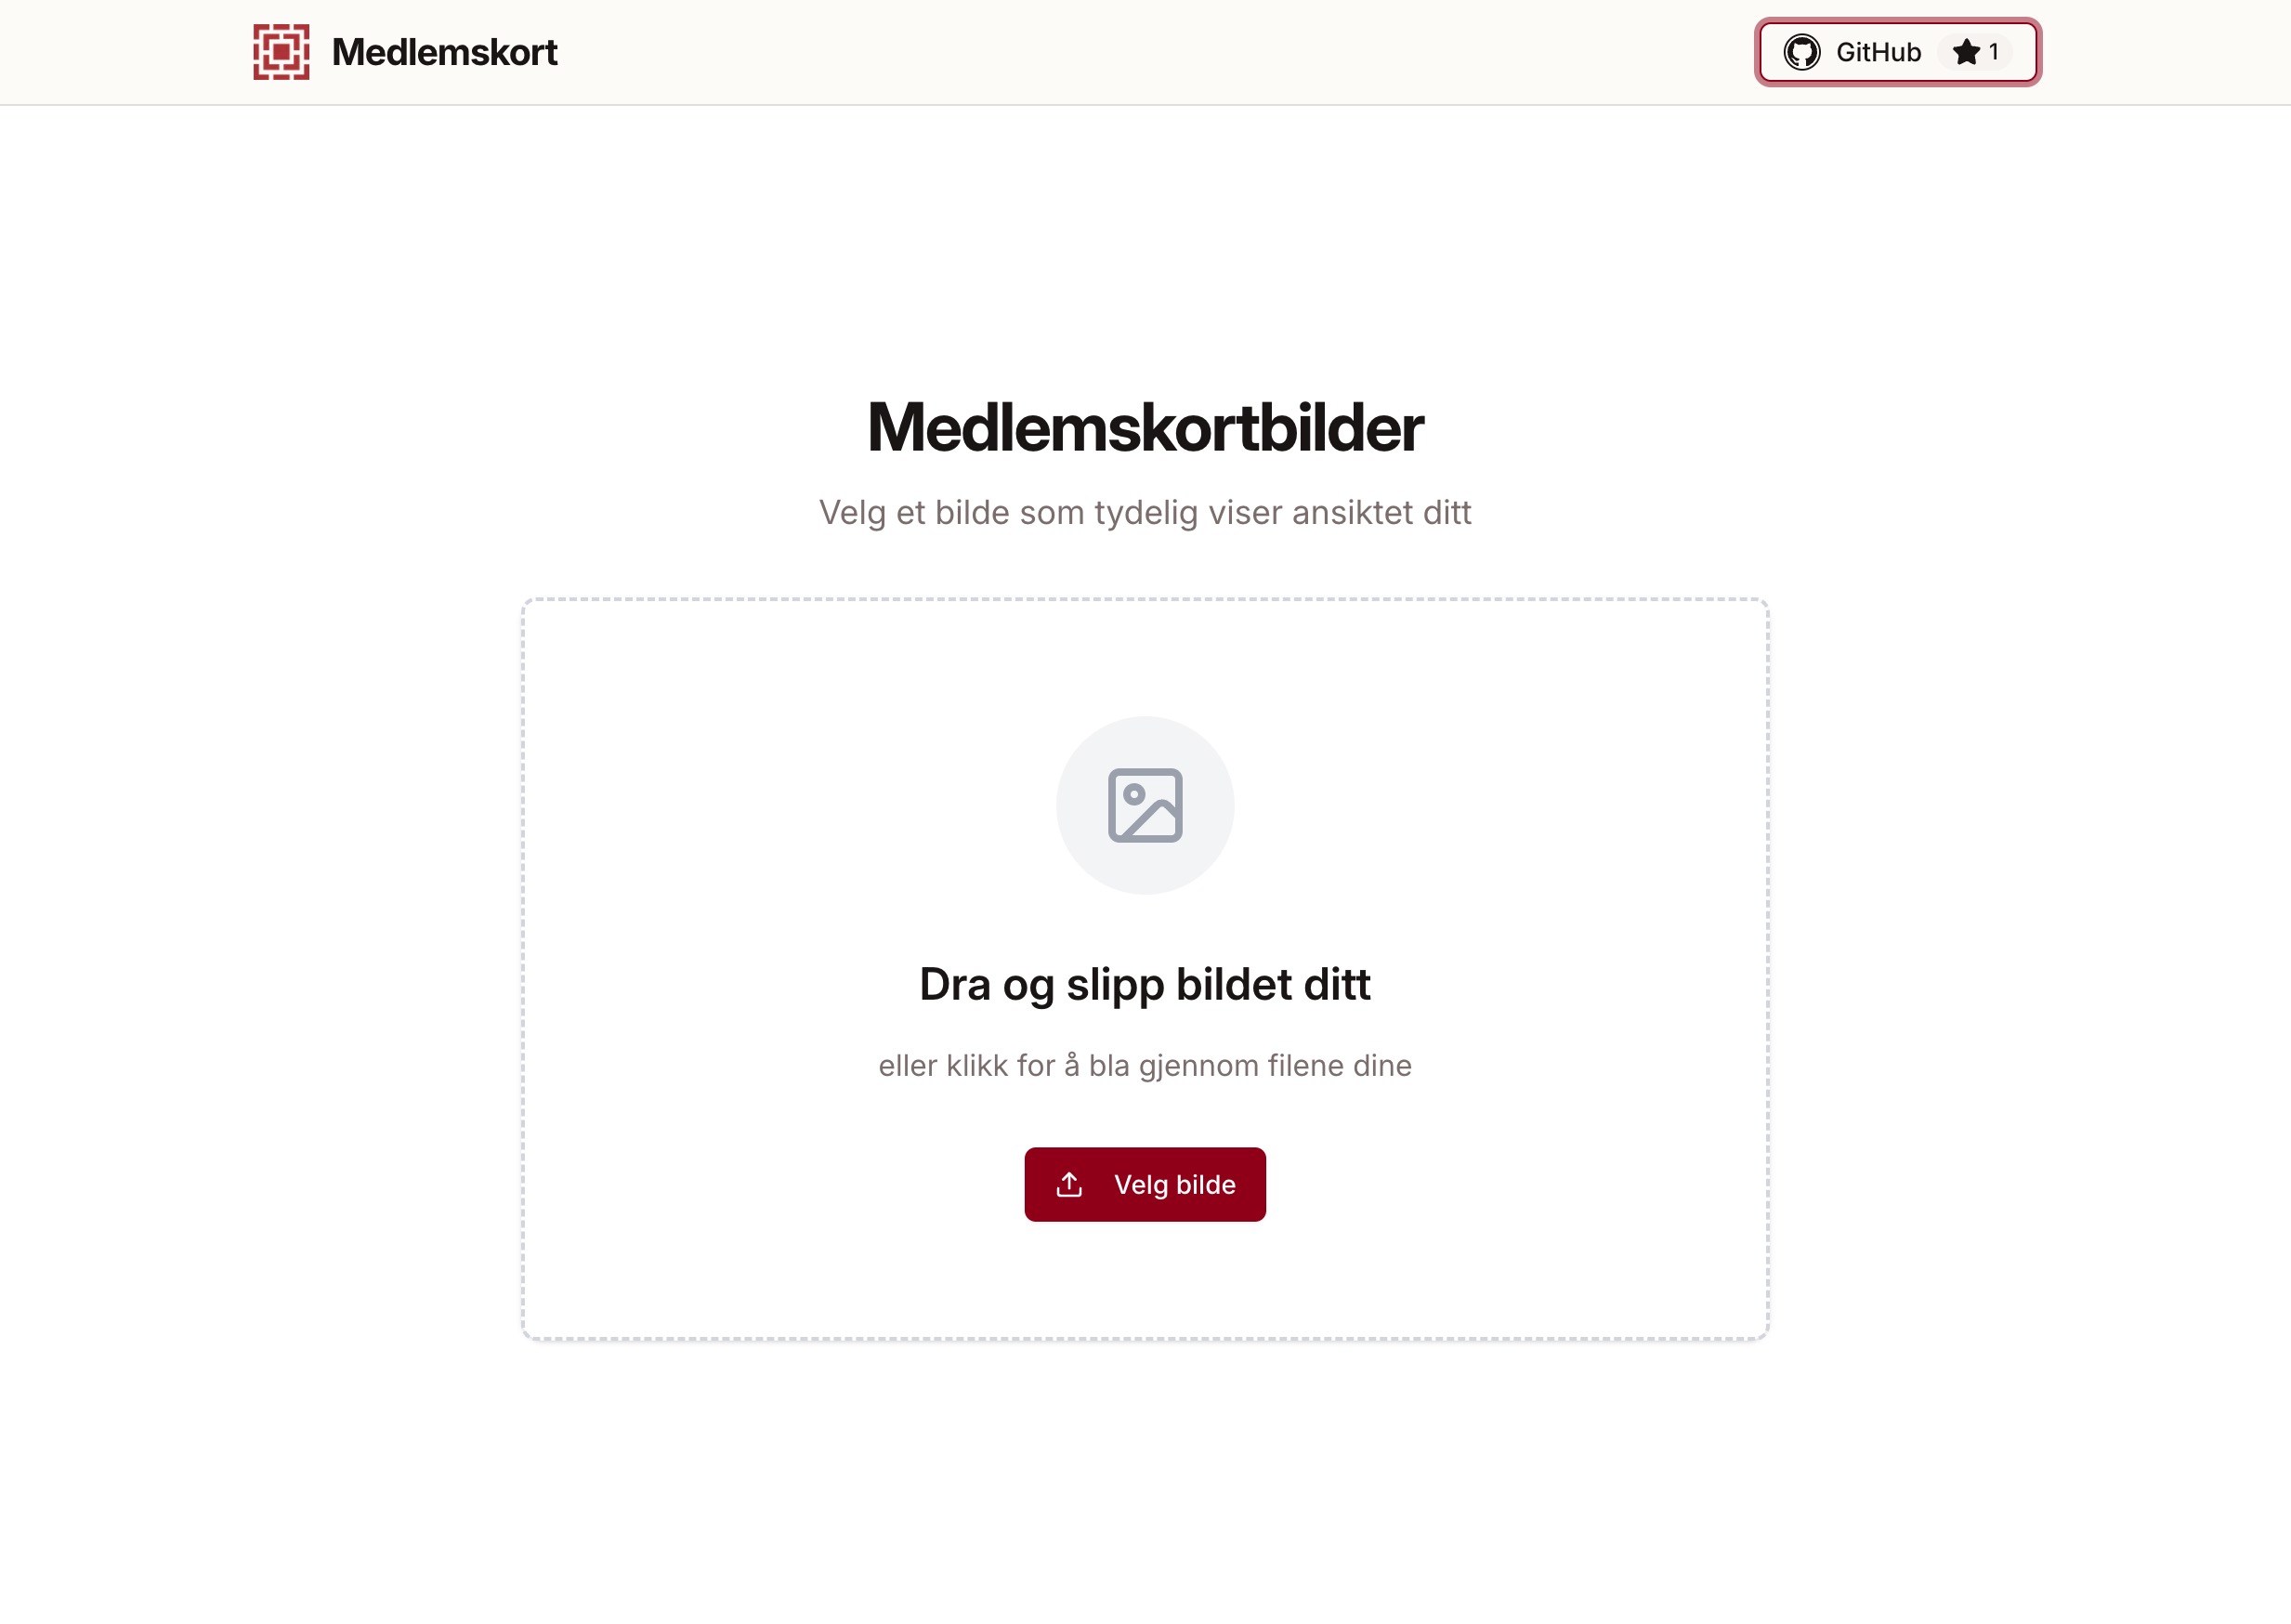 Medlemskort
GitHub 1
Medlemskortbilder
Velg et bilde som tydelig viser ansiktet ditt
Dra og slipp bildet ditt
eller klikk for å bla gjennom filene dine
Velg bilde